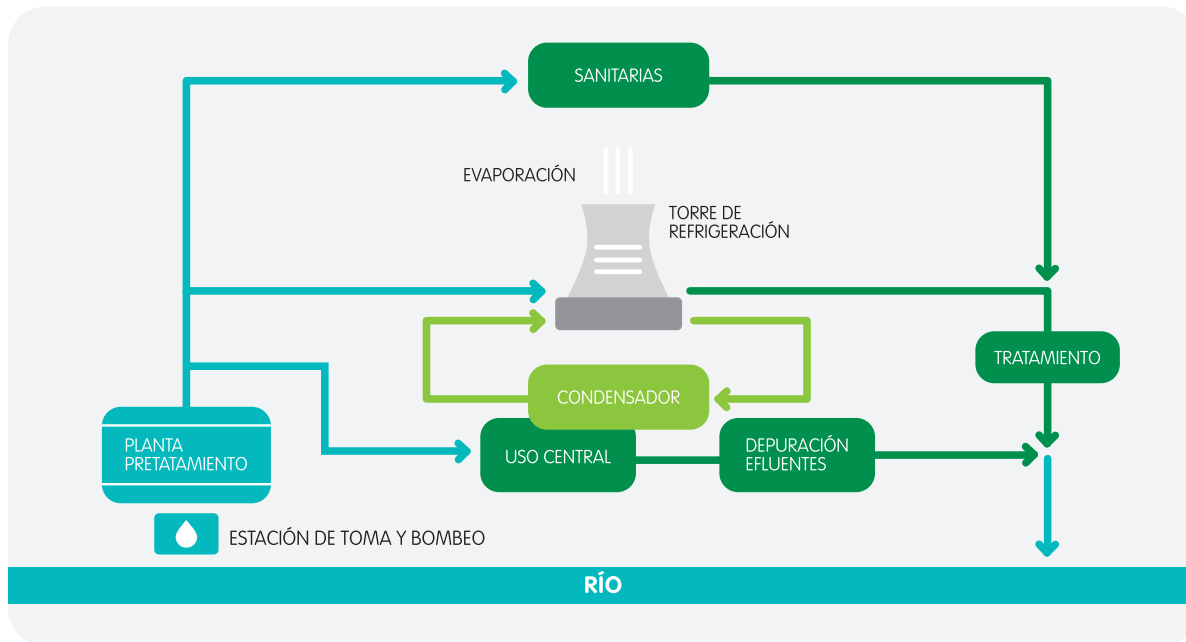 SANITARIAS
EVAPORACIÓN
TORRE DE
REFRIGERACIÓN
TRATAMIENTO
CONDENSADOR
PLANTA
PRETATAMIENTO
USO CENTRAL
DEPURACIÓN
EFLUENTES
ESTACIÓN DE TOMA Y BOMBEO
RÍO